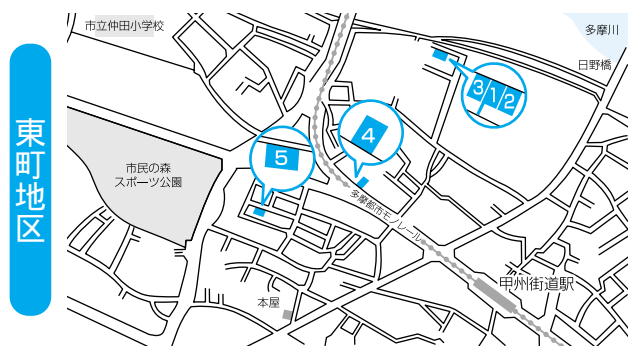 東町地区
市立仲田小学校
多摩川
日野橋
3 1 2
4
5
市民の森
スポーツ公園
多摩都市モノレール
甲州街道駅
本屋